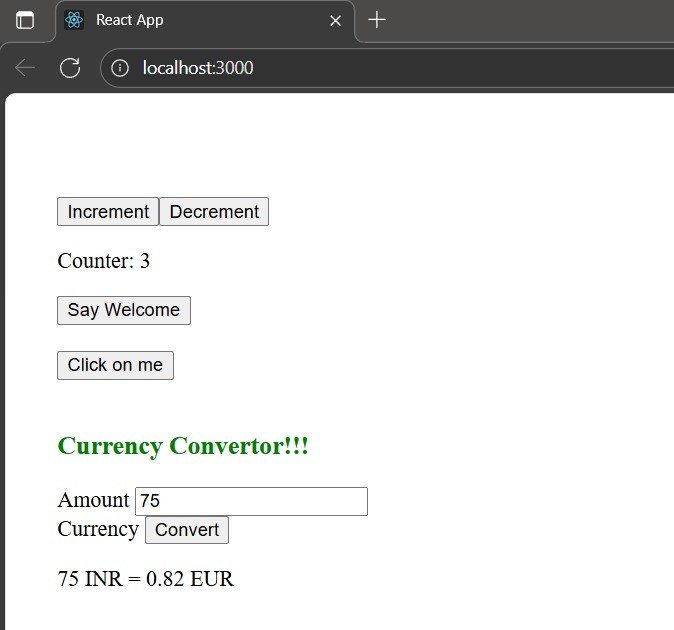 React App
localhost:3000
Increment Decrement
Counter: 3
Say Welcome
Click on me
Currency Convertor!!!
Amount 75
Currency Convert
75 INR = 0.82 EUR